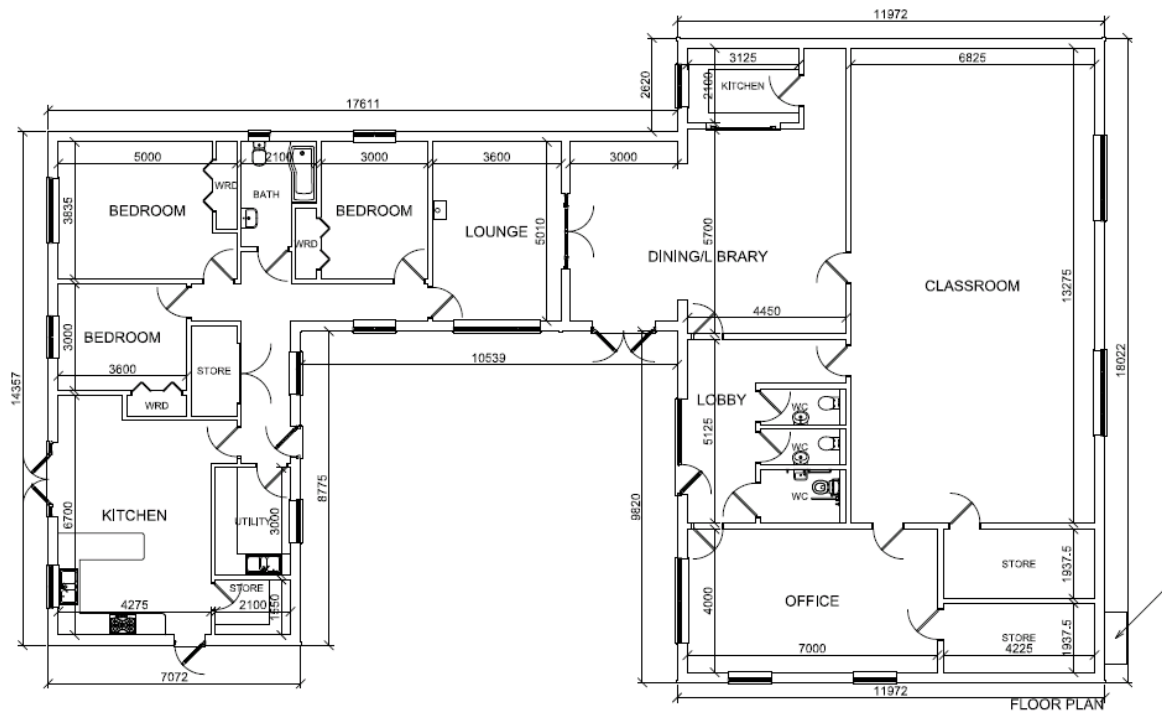 11972
3125
6825
2620
2100
KITCHEN
17611
5000
2100
3000
3600
3000
WRD
BATH
3835
BEDROOM
BEDROOM
LOUNGE
5010
WRD
5700
DINING/LIBRARY
CLASSROOM
13275
18022
3000
BEDROOM
4450
3600
STORE
10539
WRD
LOBBY
WC
14357
5125
WC
8775
9820
6700
KITCHEN
UTILITY
3000
WC
STORE
1937.5
STORE
4275
2100
1550
4000
OFFICE
STORE
1937.5
7000
4225
7072
11972
FLOOR PLAN